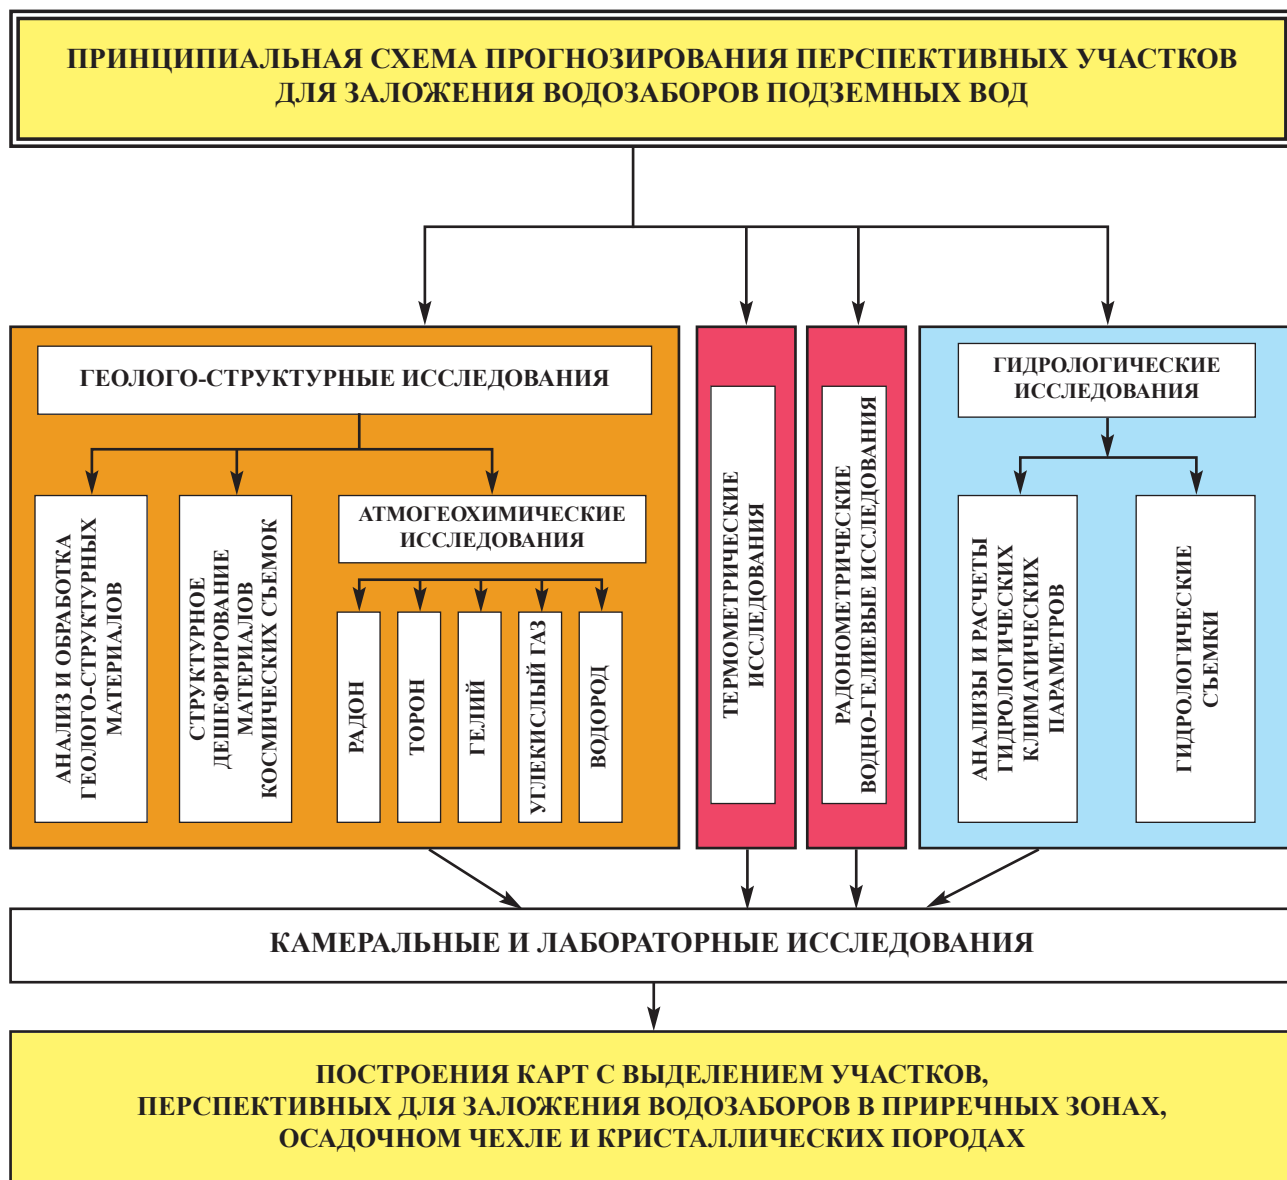 ПРИНЦИПИАЛЬНАЯ СХЕМА ПРОГНОЗИРОВАНИЯ ПЕРСПЕКТИВНЫХ УЧАСТКОВ
ДЛЯ ЗАЛОЖЕНИЯ ВОДОЗАБОРОВ ПОДЗЕМНЫХ ВОД
ГЕОЛОГО-СТРУКТУРНЫЕ ИССЛЕДОВАНИЯ
АНАЛИЗ И ОБРАБОТКА
ГЕОЛОГО-СТРУКТУРНЫХ
МАТЕРИАЛОВ
СТРУКТУРНОЕ
ДЕШЕФРИРОВАНИЕ
МАТЕРИАЛОВ
КОСМИЧЕСКИХ СЪЕМОК
АТМОГЕОХИМИЧЕСКИЕ
ИССЛЕДОВАНИЯ
РАДОН
ТОРОН
ГЕЛИЙ
УГЛЕКИСЛЫЙ ГАЗ
ВОДОРОД
ТЕРМОМЕТРИЧЕСКИЕ
ИССЛЕДОВАНИЯ
РАДОНОМЕТРИЧЕСКИЕ
ВОДНО-ГЕЛИЕВЫЕ ИССЛЕДОВАНИЯ
ГИДРОЛОГИЧЕСКИЕ
ИССЛЕДОВАНИЯ
АНАЛИЗЫ И РАСЧЕТЫ
ГИДРОЛОГИЧЕСКИХ
КЛИМАТИЧЕСКИХ
ПАРАМЕТРОВ
ГИДРОЛОГИЧЕСКИЕ
СЪЕМКИ
КАМЕРАЛЬНЫЕ И ЛАБОРАТОРНЫЕ ИССЛЕДОВАНИЯ
ПОСТРОЕНИЯ КАРТ С ВЫДЕЛЕНИЕМ УЧАСТКОВ,
ПЕРСПЕКТИВНЫХ ДЛЯ ЗАЛОЖЕНИЯ ВОДОЗАБОРОВ В ПРИРЕЧНЫХ ЗОНАХ,
ОСАДОЧНОМ ЧЕХЛЕ И КРИСТАЛЛИЧЕСКИХ ПОРОДАХ